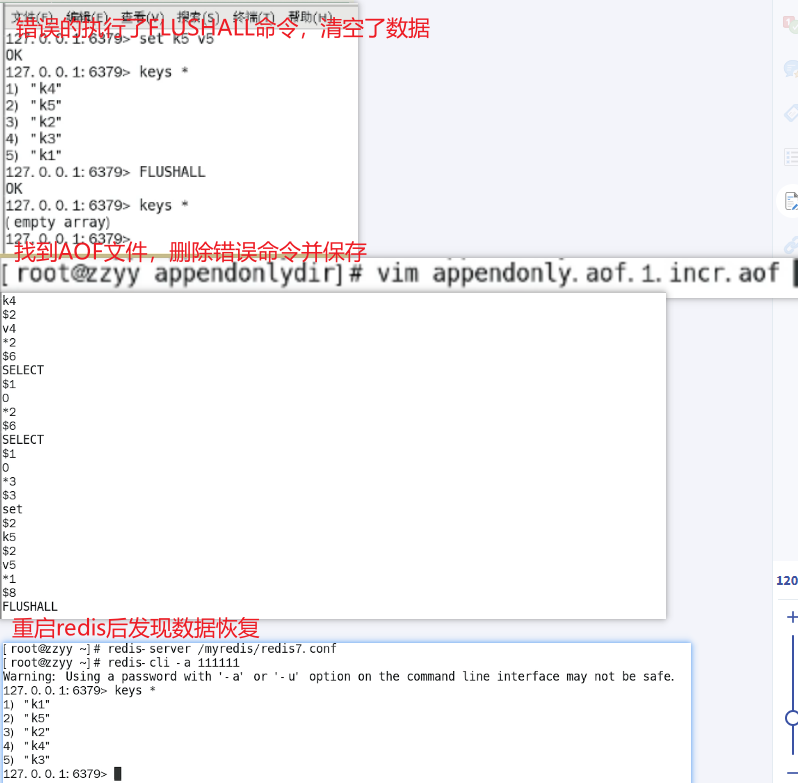 文件(F) 编辑(E) 查看(V) 搜索(S) 终端(T) 帮助(H)
错误的执行了FLUSHALL命令，清空了数据
127.0.0.1:6379> set k5 v5
OK
127.0.0.1:6379> keys *
1) "k4"
2) "k5"
3) "k2"
4) "k3"
5) "k1"
127.0.0.1:6379> FLUSHALL
OK
127.0.0.1:6379> keys *
(empty array)
127.0.0.1:6379>
找到AOF文件，删除错误命令并保存
[root@zzyy appendonlydir]# vim appendonly.aof.1.incr.aof
k4
$2
v4
*2
$6
SELECT
$1
0
*2
$6
SELECT
$1
0
*3
$3
set
$2
k5
$2
v5
*1
$8
FLUSHALL
120
重启redis后发现数据恢复
[root@zzyy ~]# redis-server /myredis/redis7.conf
[root@zzyy ~]# redis-cli -a 111111
Warning: Using a password with '-a' or '-u' option on the command line interface may not be safe.
127.0.0.1:6379> keys *
1) "k1"
2) "k5"
3) "k2"
4) "k4"
5) "k3"
127.0.0.1:6379>